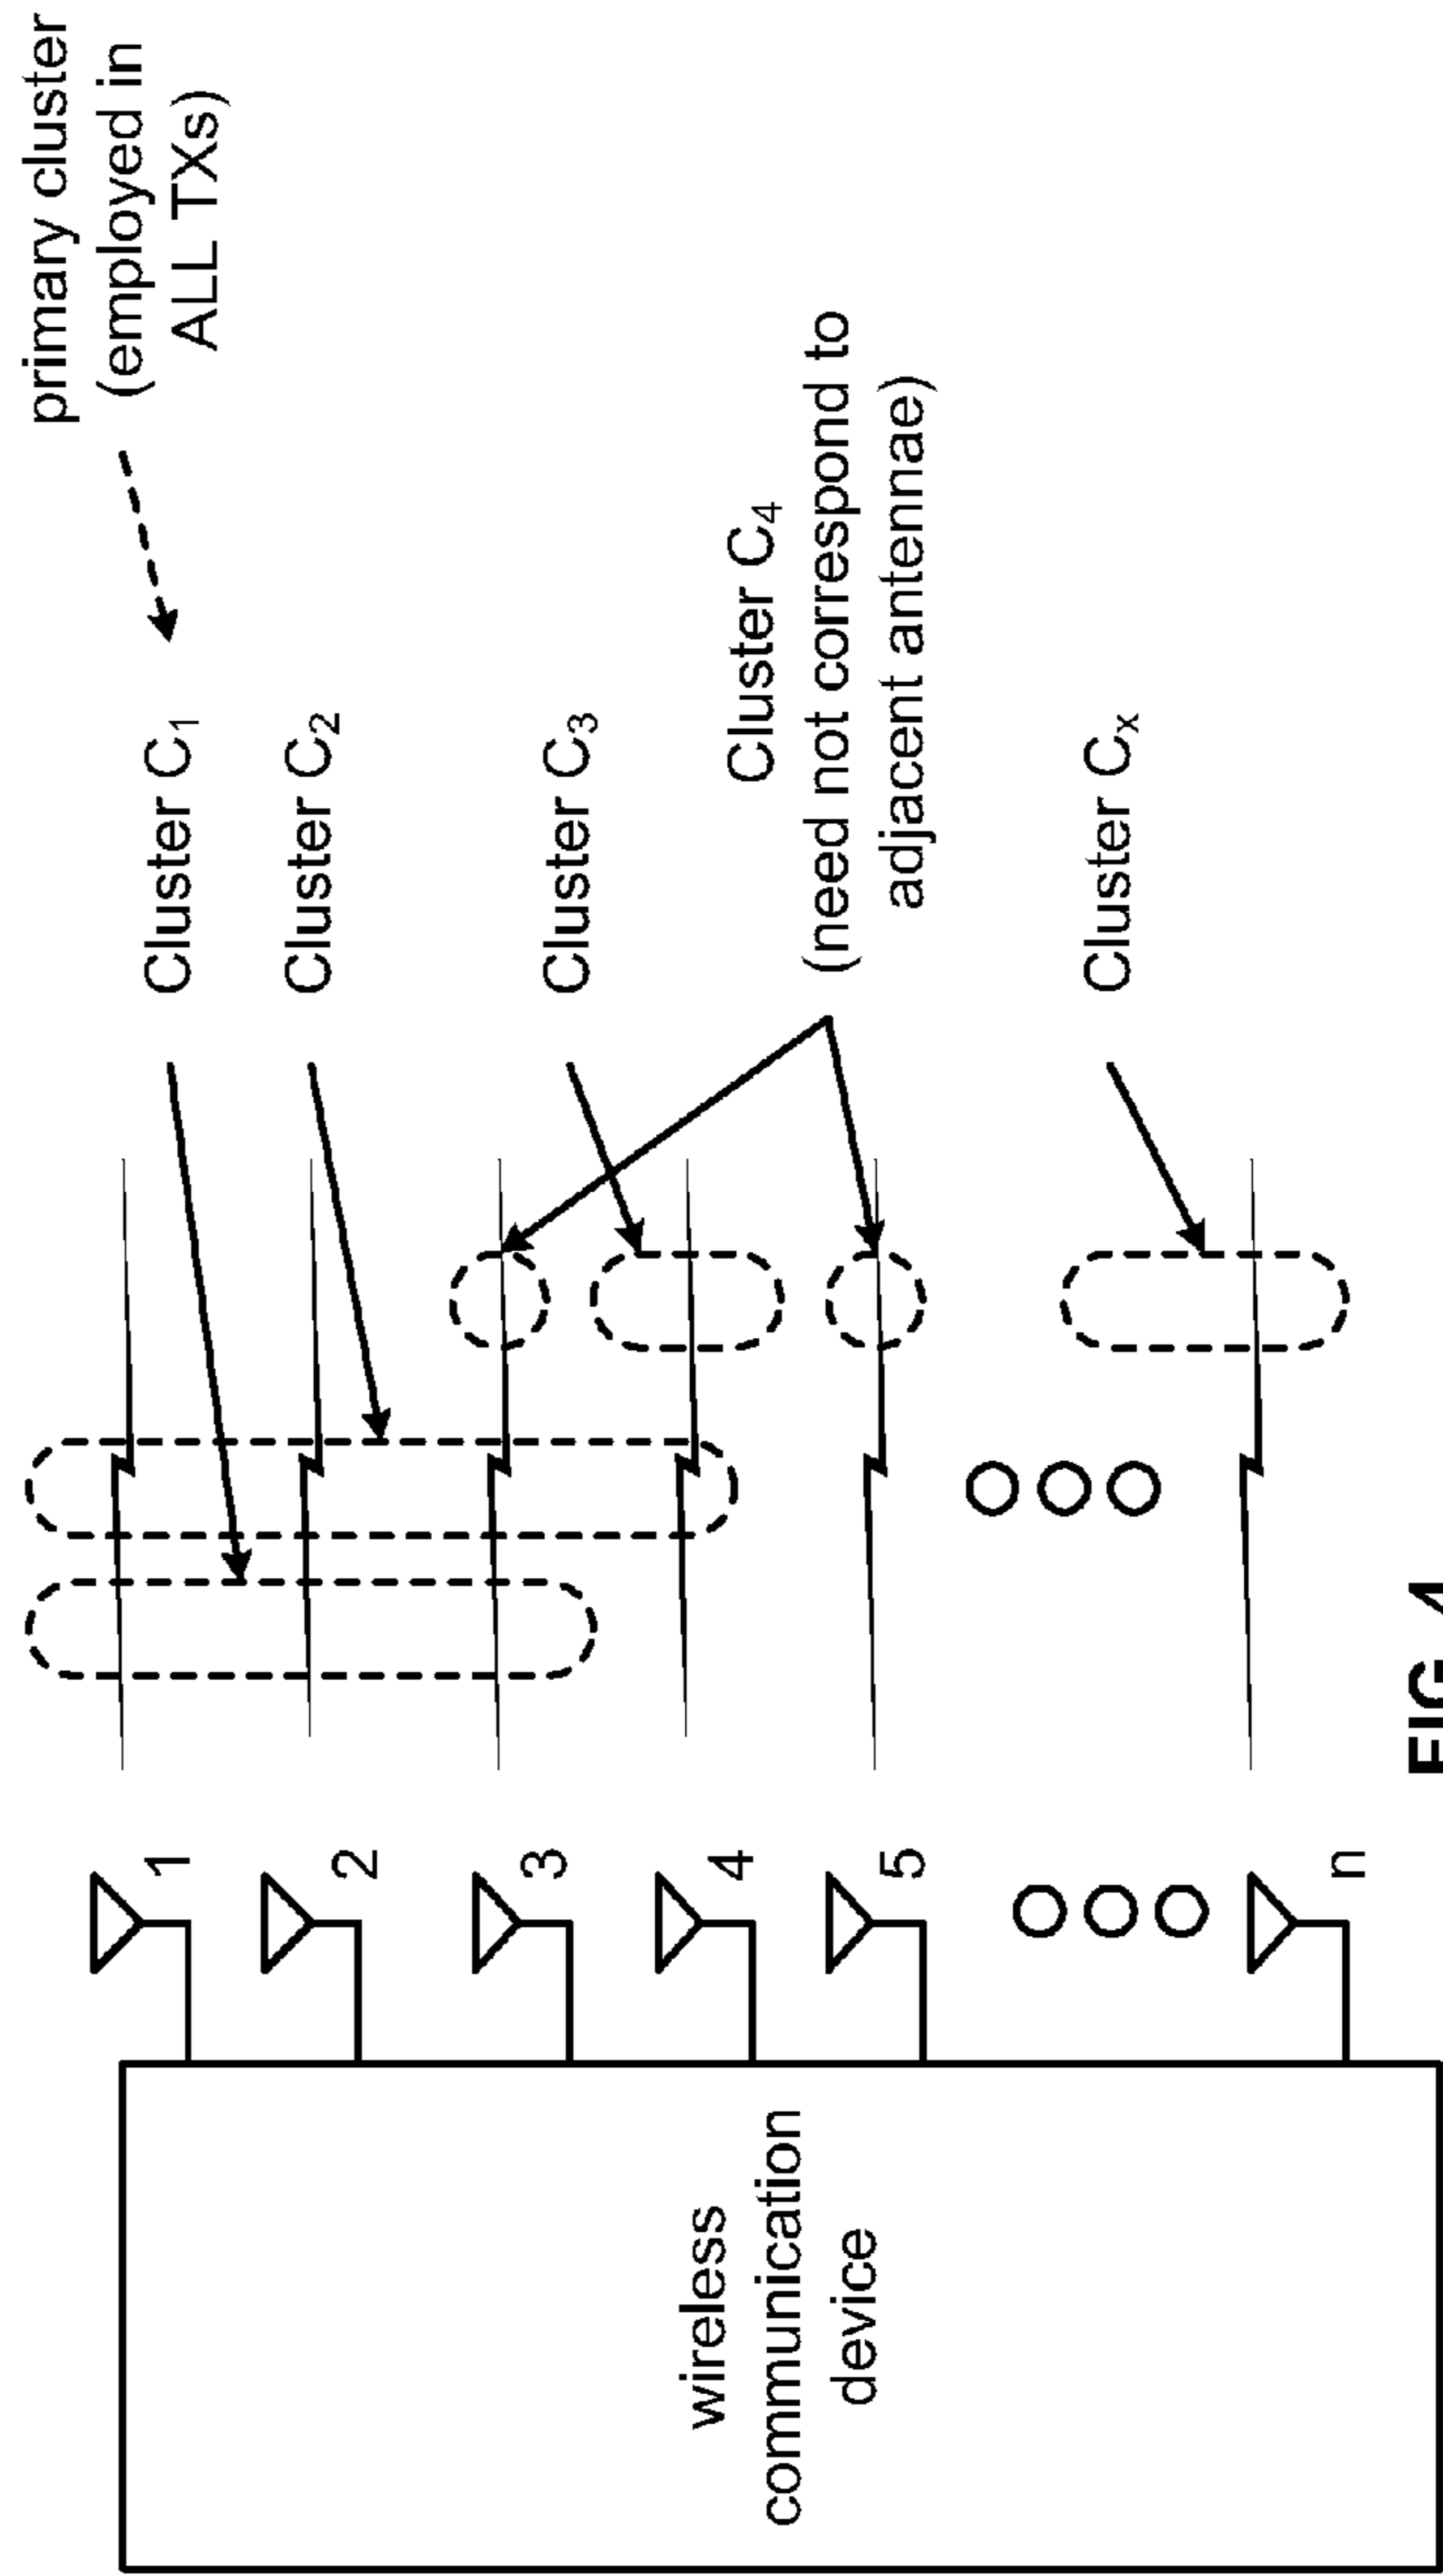 primary cluster
(employed in
ALL TXs)
Cluster C1
Cluster C2
Cluster C3
Cluster C4
(need not correspond to
adjacent antennae)
Cluster Cx
1
2
3
4
5
n
wireless
communication
device
FIG. 4